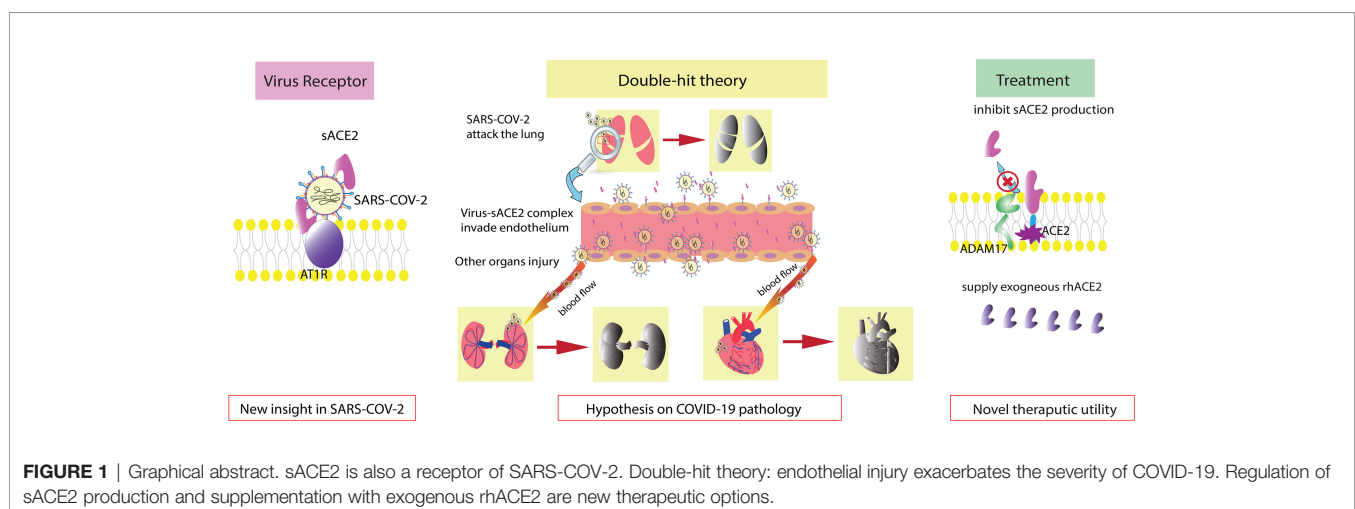 Virus Receptor
sACE2
SARS-COV-2
AT1R
New insight in SARS-COV-2
Double-hit theory
SARS-COV-2
attack the lung
Virus-sACE2 complex
invade endothelium
Other organs injury
blood flow
blood flow
Hypothesis on COVID-19 pathology
Treatment
inhibit sACE2 production
ACE2
ADAM17
supply exogneous rhACE2
Novel theraputic utility
FIGURE 1 | Graphical abstract. sACE2 is also a receptor of SARS-COV-2. Double-hit theory: endothelial injury exacerbates the severity of COVID-19. Regulation of
sACE2 production and supplementation with exogenous rhACE2 are new therapeutic options.